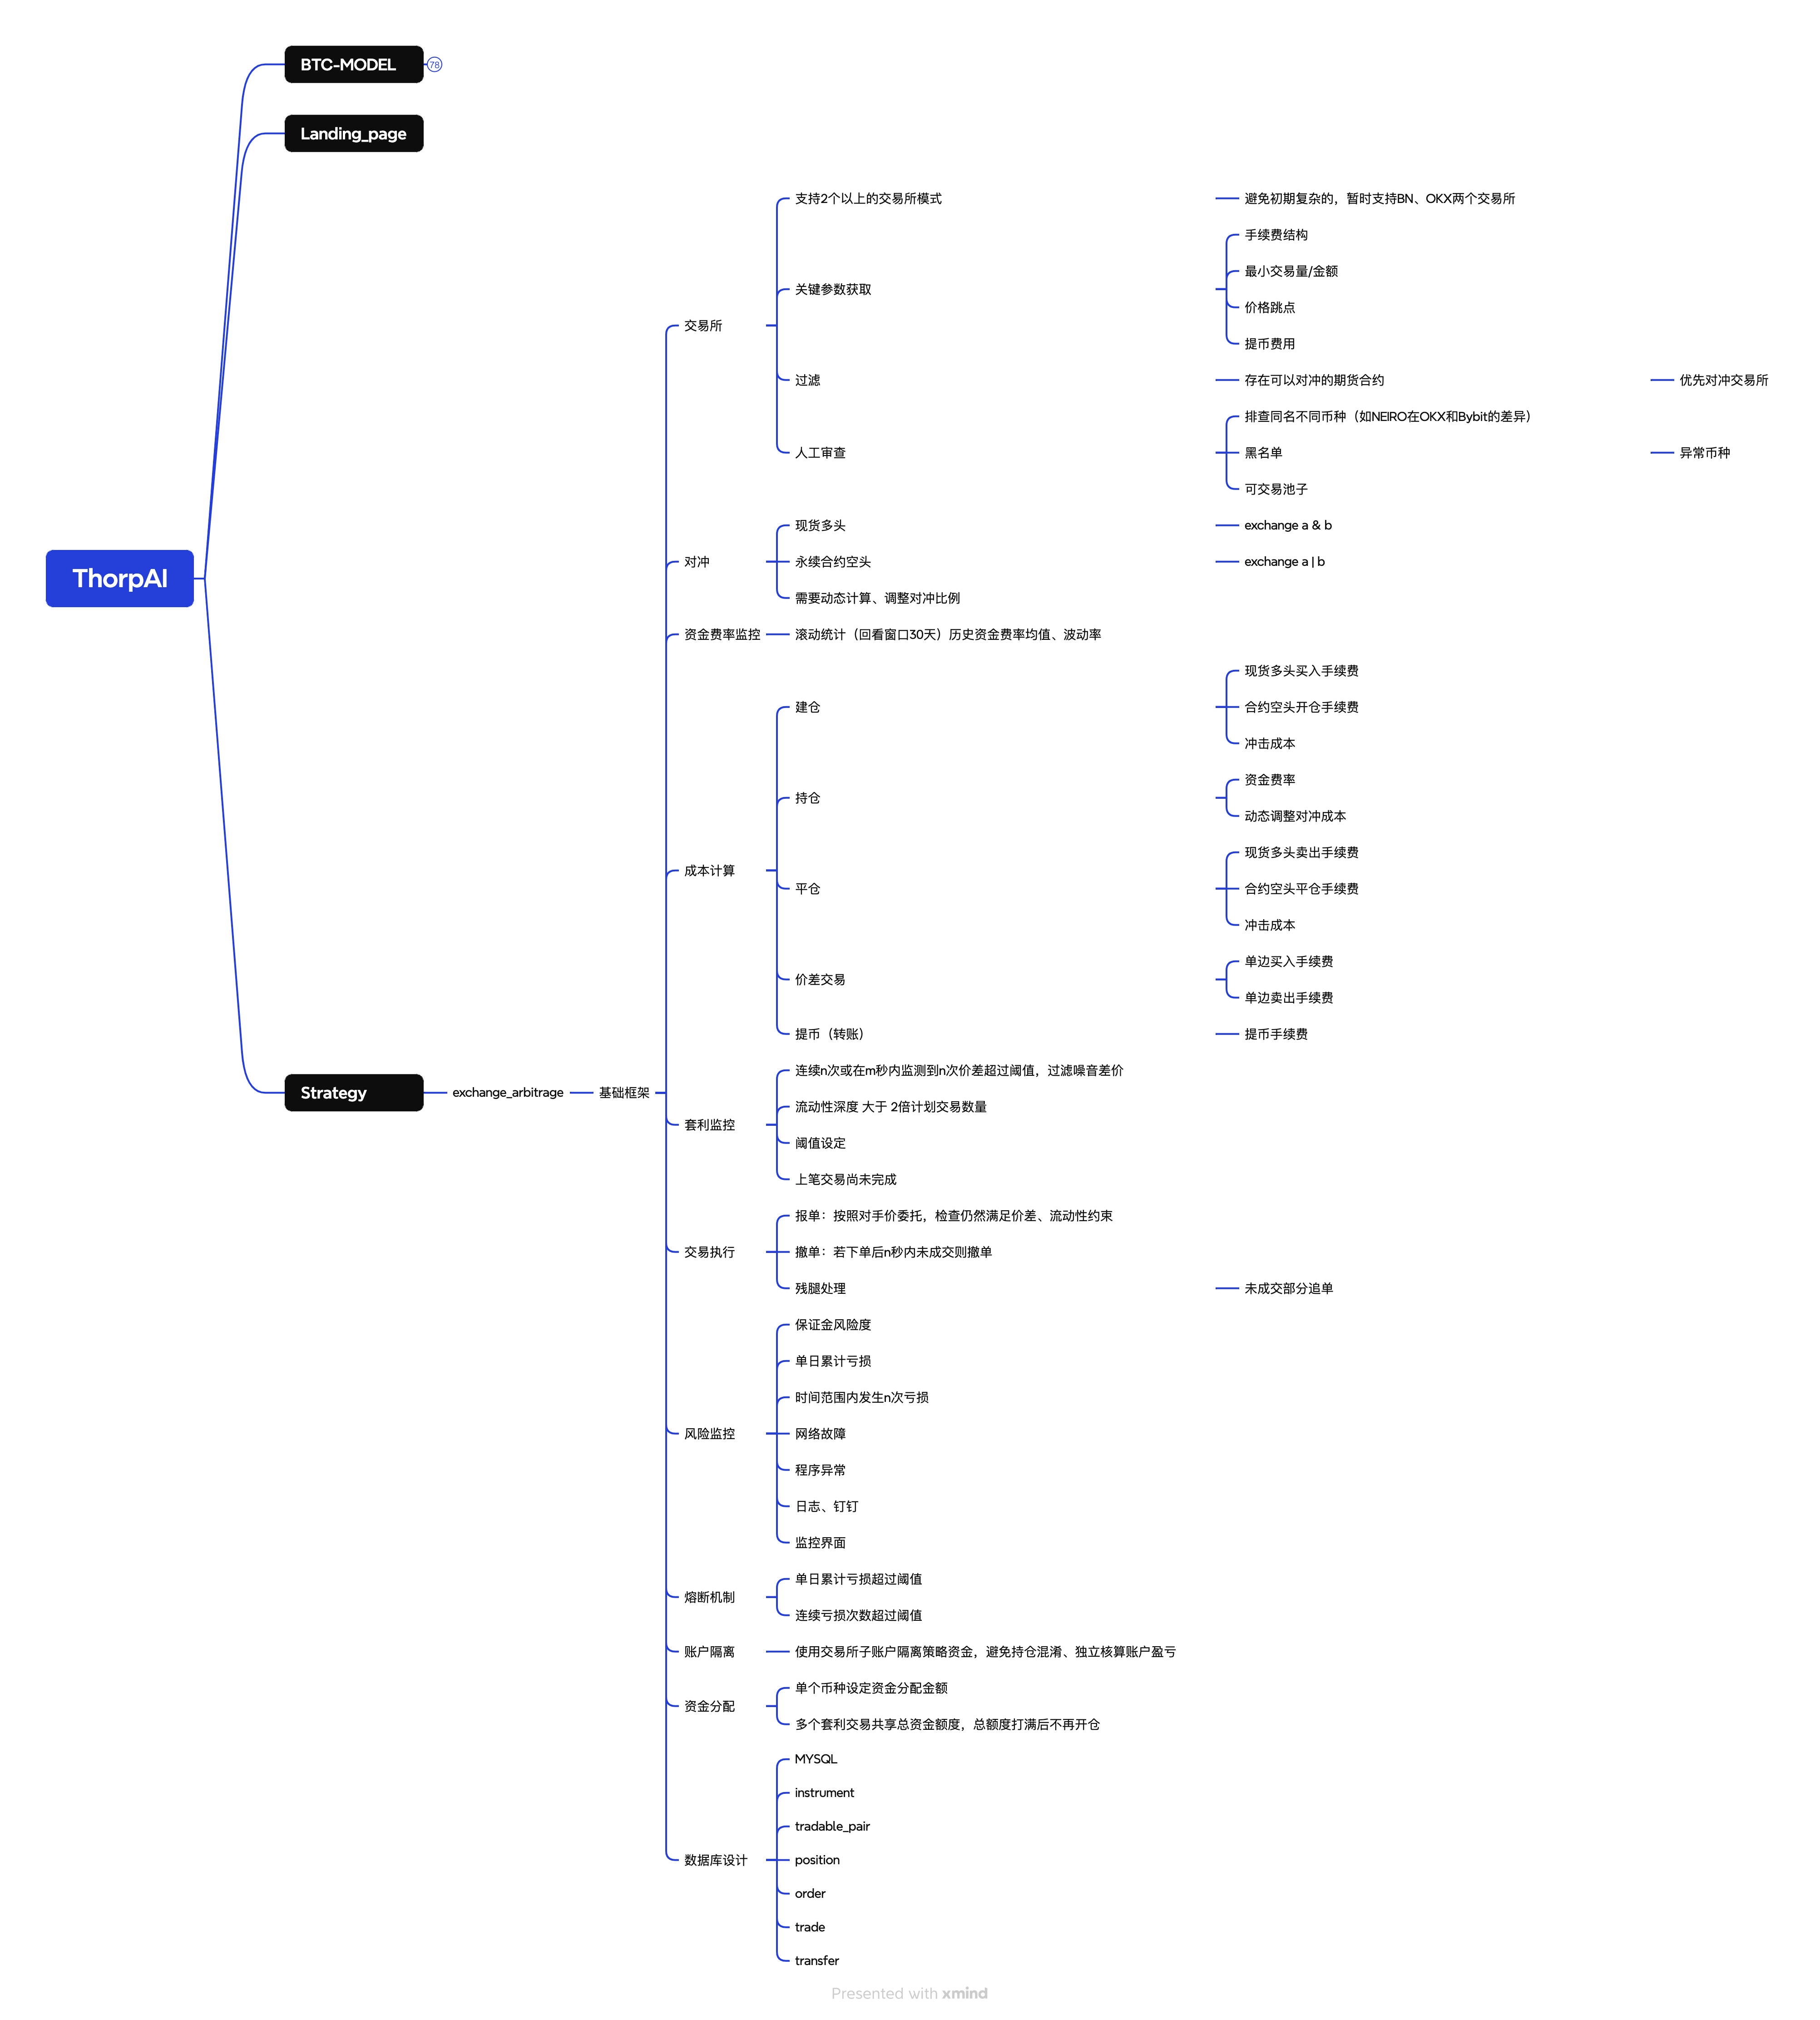 BTC-MODEL
78
Landing_page
ThorpAI
Strategy
exchange_arbitrage
基础框架
交易所
支持2个以上的交易所模式
避免初期复杂的，暂时支持BN、OKX两个交易所
关键参数获取
手续费结构
最小交易量/金额
价格跳点
提币费用
过滤
存在可以对冲的期货合约
优先对冲交易所
人工审查
排查同名不同币种（如NEIRO在OKX和Bybit的差异）
黑名单
异常币种
可交易池子
对冲
现货多头
exchange a & b
永续合约空头
exchange a | b
需要动态计算、调整对冲比例
资金费率监控
滚动统计（回看窗口30天）历史资金费率均值、波动率
成本计算
建仓
现货多头买入手续费
合约空头开仓手续费
冲击成本
持仓
资金费率
动态调整对冲成本
平仓
现货多头卖出手续费
合约空头平仓手续费
冲击成本
价差交易
单边买入手续费
单边卖出手续费
提币（转账）
提币手续费
套利监控
连续n次或在m秒内监测到n次价差超过阈值，过滤噪音差价
流动性深度 大于 2倍计划交易数量
阈值设定
上笔交易尚未完成
交易执行
报单：按照对手价委托，检查仍然满足价差、流动性约束
撤单：若下单后n秒内未成交则撤单
残腿处理
未成交部分追单
风险监控
保证金风险度
单日累计亏损
时间范围内发生n次亏损
网络故障
程序异常
日志、钉钉
监控界面
熔断机制
单日累计亏损超过阈值
连续亏损次数超过阈值
账户隔离
使用交易所子账户隔离策略资金，避免持仓混淆、独立核算账户盈亏
资金分配
单个币种设定资金分配金额
多个套利交易共享总资金额度，总额度打满后不再开仓
数据库设计
MYSQL
instrument
tradable_pair
position
order
trade
transfer
Presented with xmind